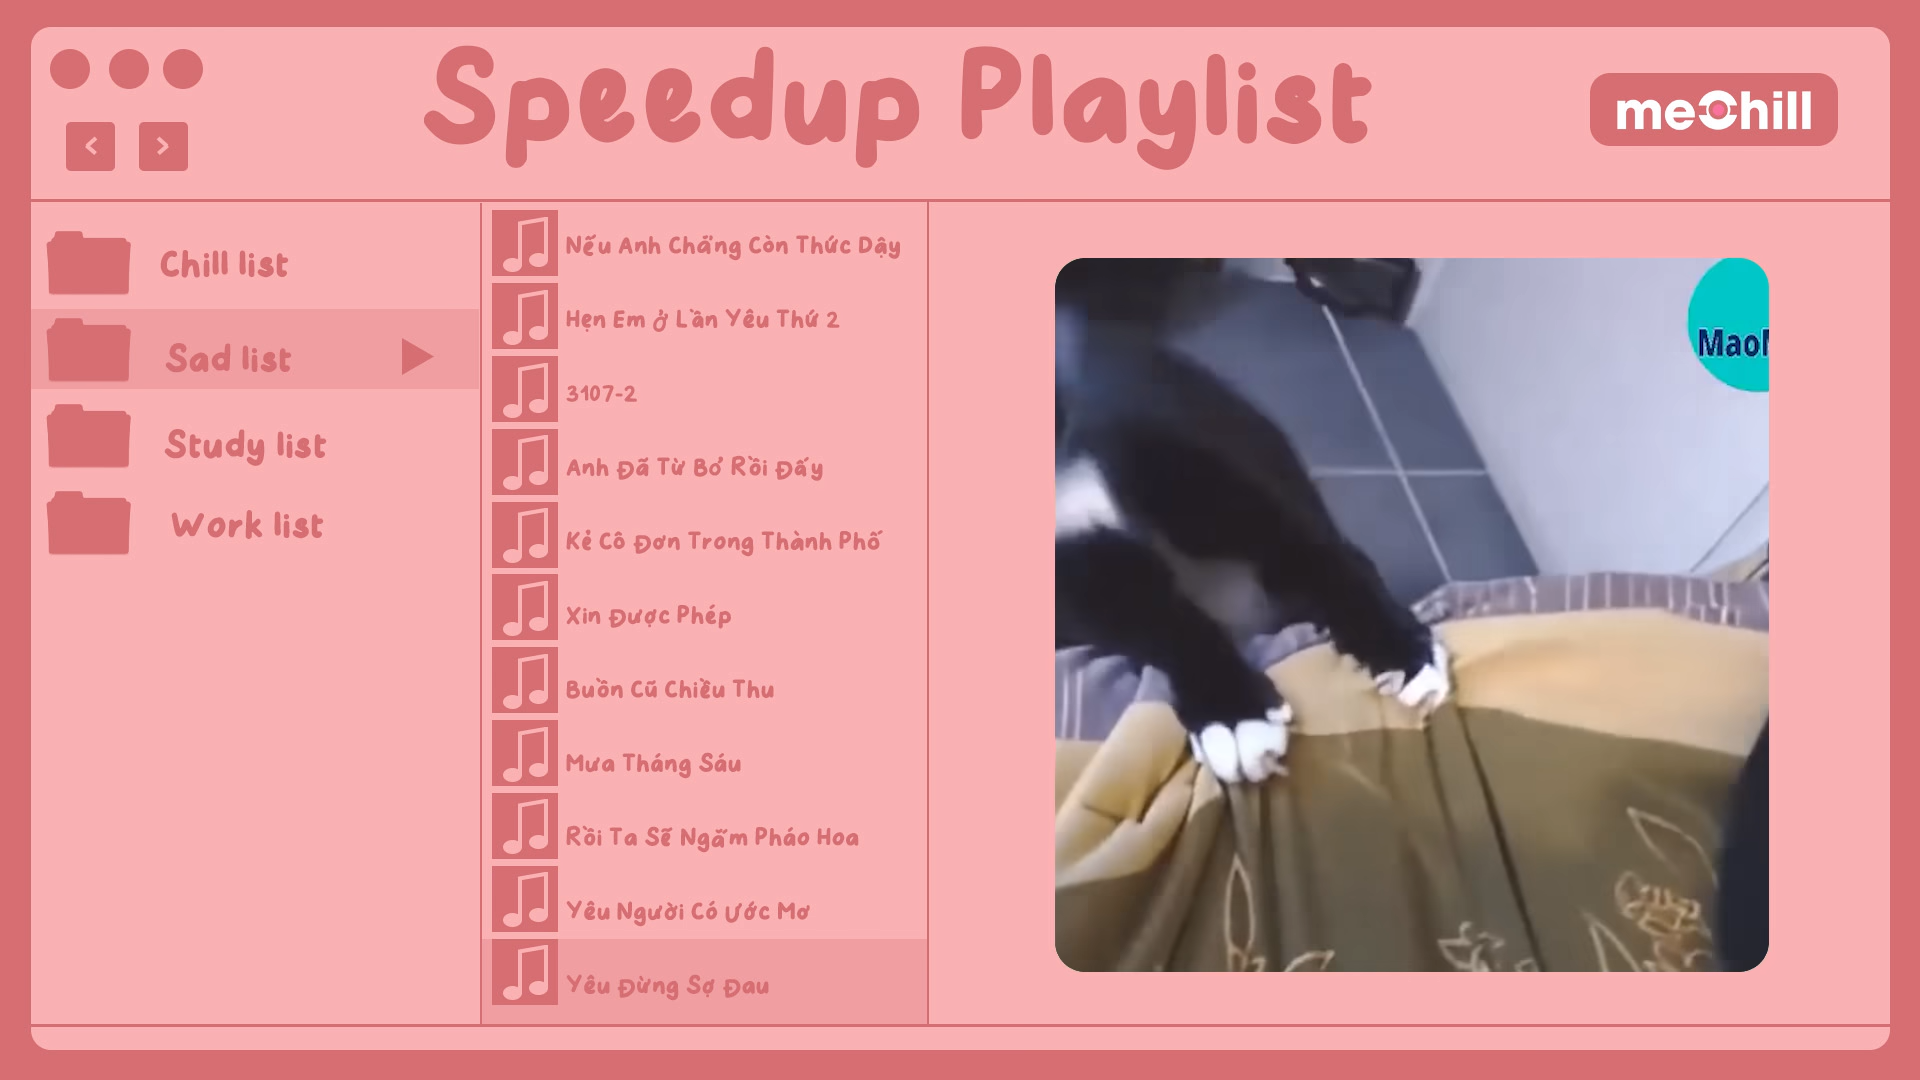 Speedup Playlist
mechill
Chill list
Sad list
Study list
Work list
Nếu Anh Chẳng Còn Thức Dậy
Hẹn Em ở Lần Yêu Thứ 2
3107-2
Anh Đã Từ Bỏ Rồi Đấy
Kẻ Cô Đơn Trong Thành Phố
Xin Được Phép
Buồn Cũ Chiều Thu
Mưa Tháng Sáu
Rồi Ta Sẽ Ngắm Pháo Hoa
Yêu Người Có Ước Mơ
Yêu Đừng Sợ Đau